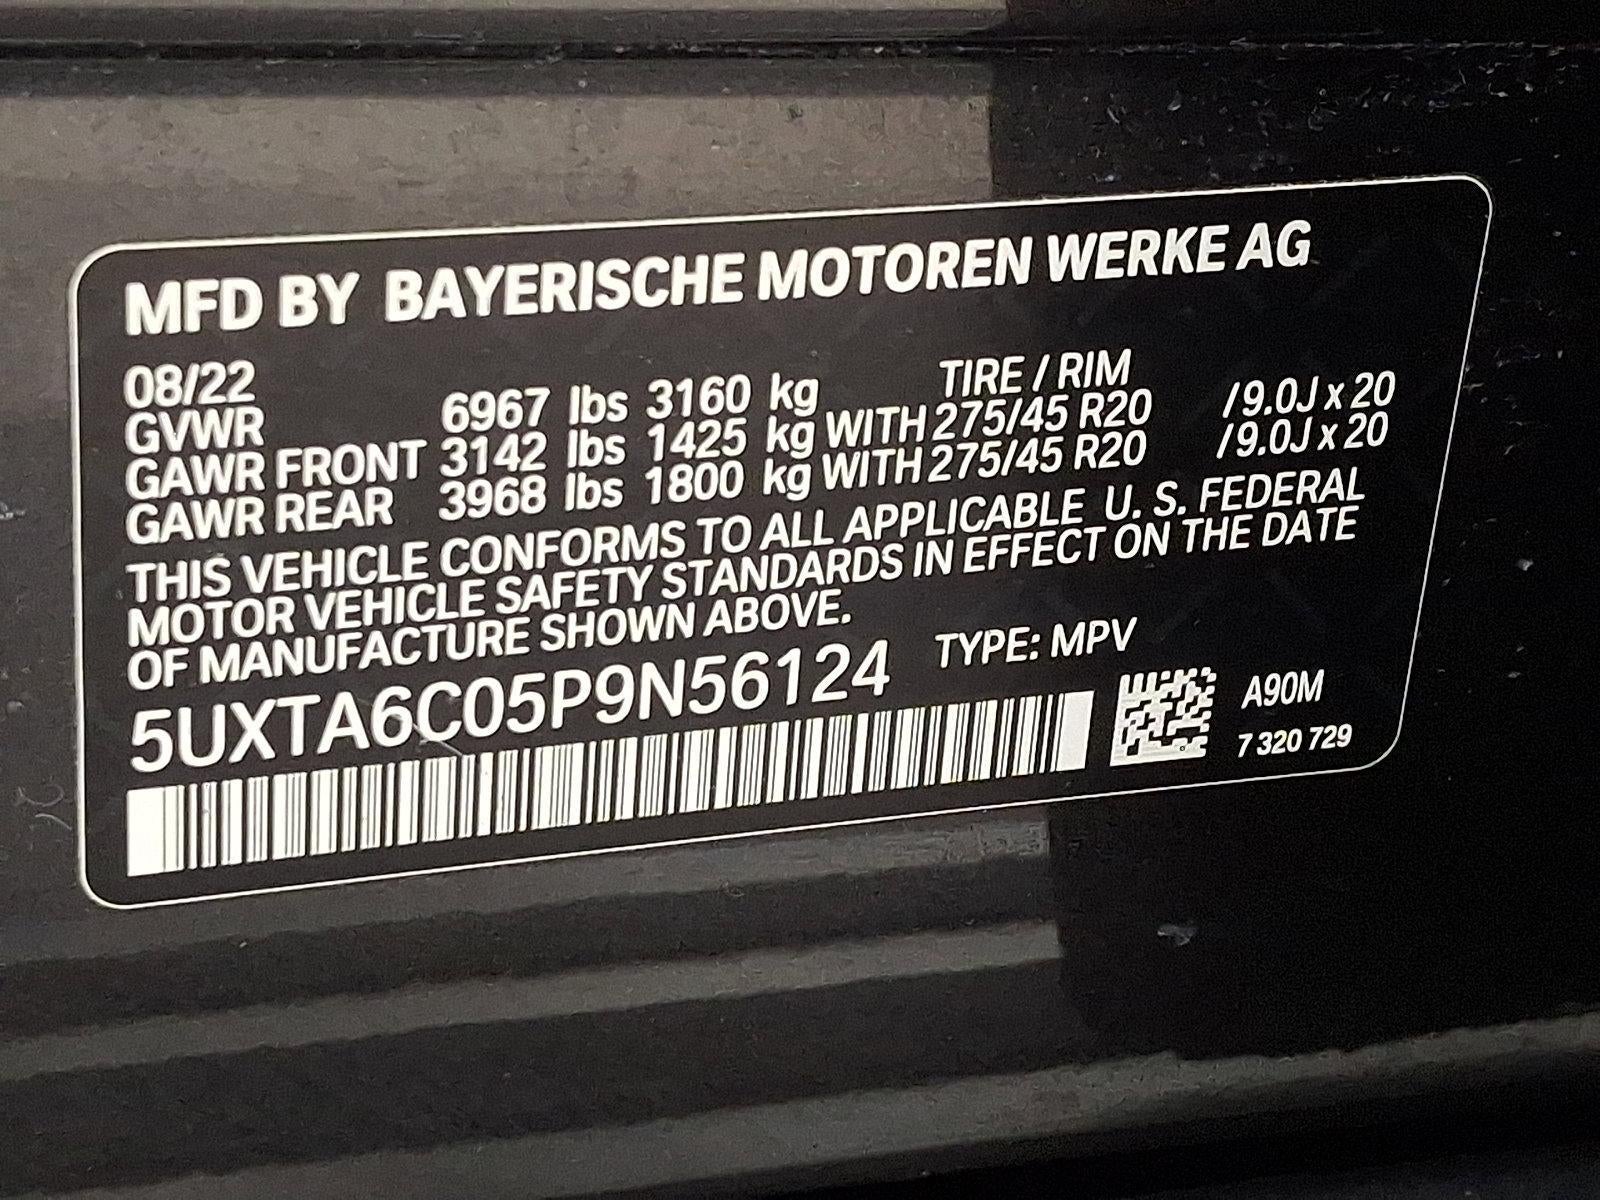 MFD BY BAYERISCHE MOTOREN WERKE AG
08/22 TIRE / RIM
GVWR 6967 lbs 3160 kg
GAWR FRONT 3142 lbs 1425 kg WITH 275/45 R20 /9.0J x 20
GAWR REAR 3968 lbs 1800 kg WITH 275/45 R20 /9.0J x 20
THIS VEHICLE CONFORMS TO ALL APPLICABLE U. S. FEDERAL
MOTOR VEHICLE SAFETY STANDARDS IN EFFECT ON THE DATE
OF MANUFACTURE SHOWN ABOVE.
5UXTA6C05P9N56124 TYPE: MPV
A90M
7 320 729